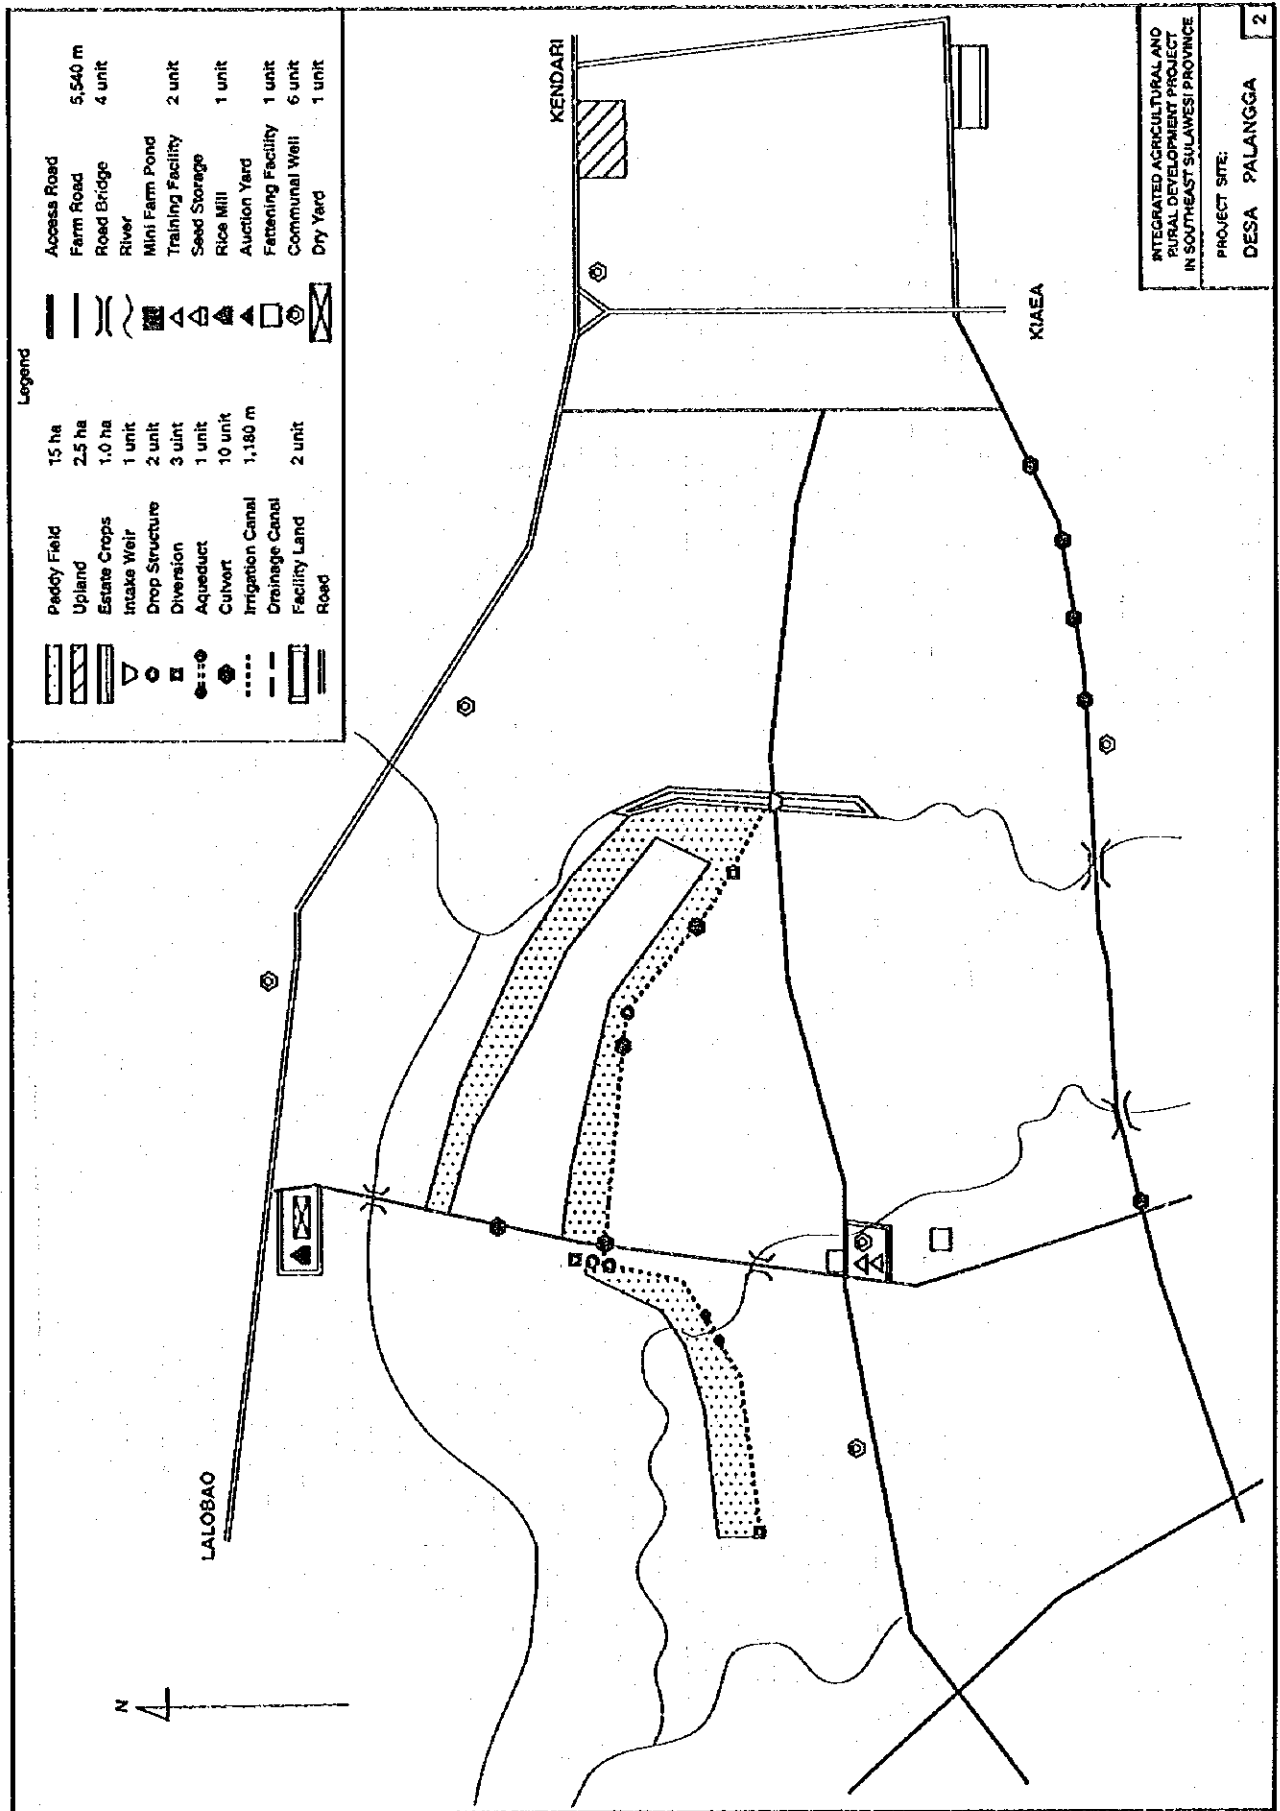 Legend
Paddy Field 15 ha
Upland 2.5 ha
Estate Crops 1.0 ha
Intake Weir 1 unit
Drop Structure 2 unit
Diversion 3 uint
Aqueduct 1 unit
Culvert 10 unit
Irrigation Canal 1,180 m
Drainage Canal
Facility Land 2 unit
Road
Access Road
Farm Road 5,540 m
Road Bridge 4 unit
River
Mini Farm Pond
Training Facility 2 unit
Seed Storage
Rice Mill 1 unit
Auction Yard
Fettening Facility 1 unit
Communal Well 6 unit
Dry Yard 1 unit
N
LALOBAO
KENDARI
KIAEA
INTEGRATED AGRICULTURAL AND
RURAL DEVELOPMENT PROJECT
IN SOUTHEAST SULAWESI PROVINCE
PROJECT SITE:
DESA PALANGGA
2